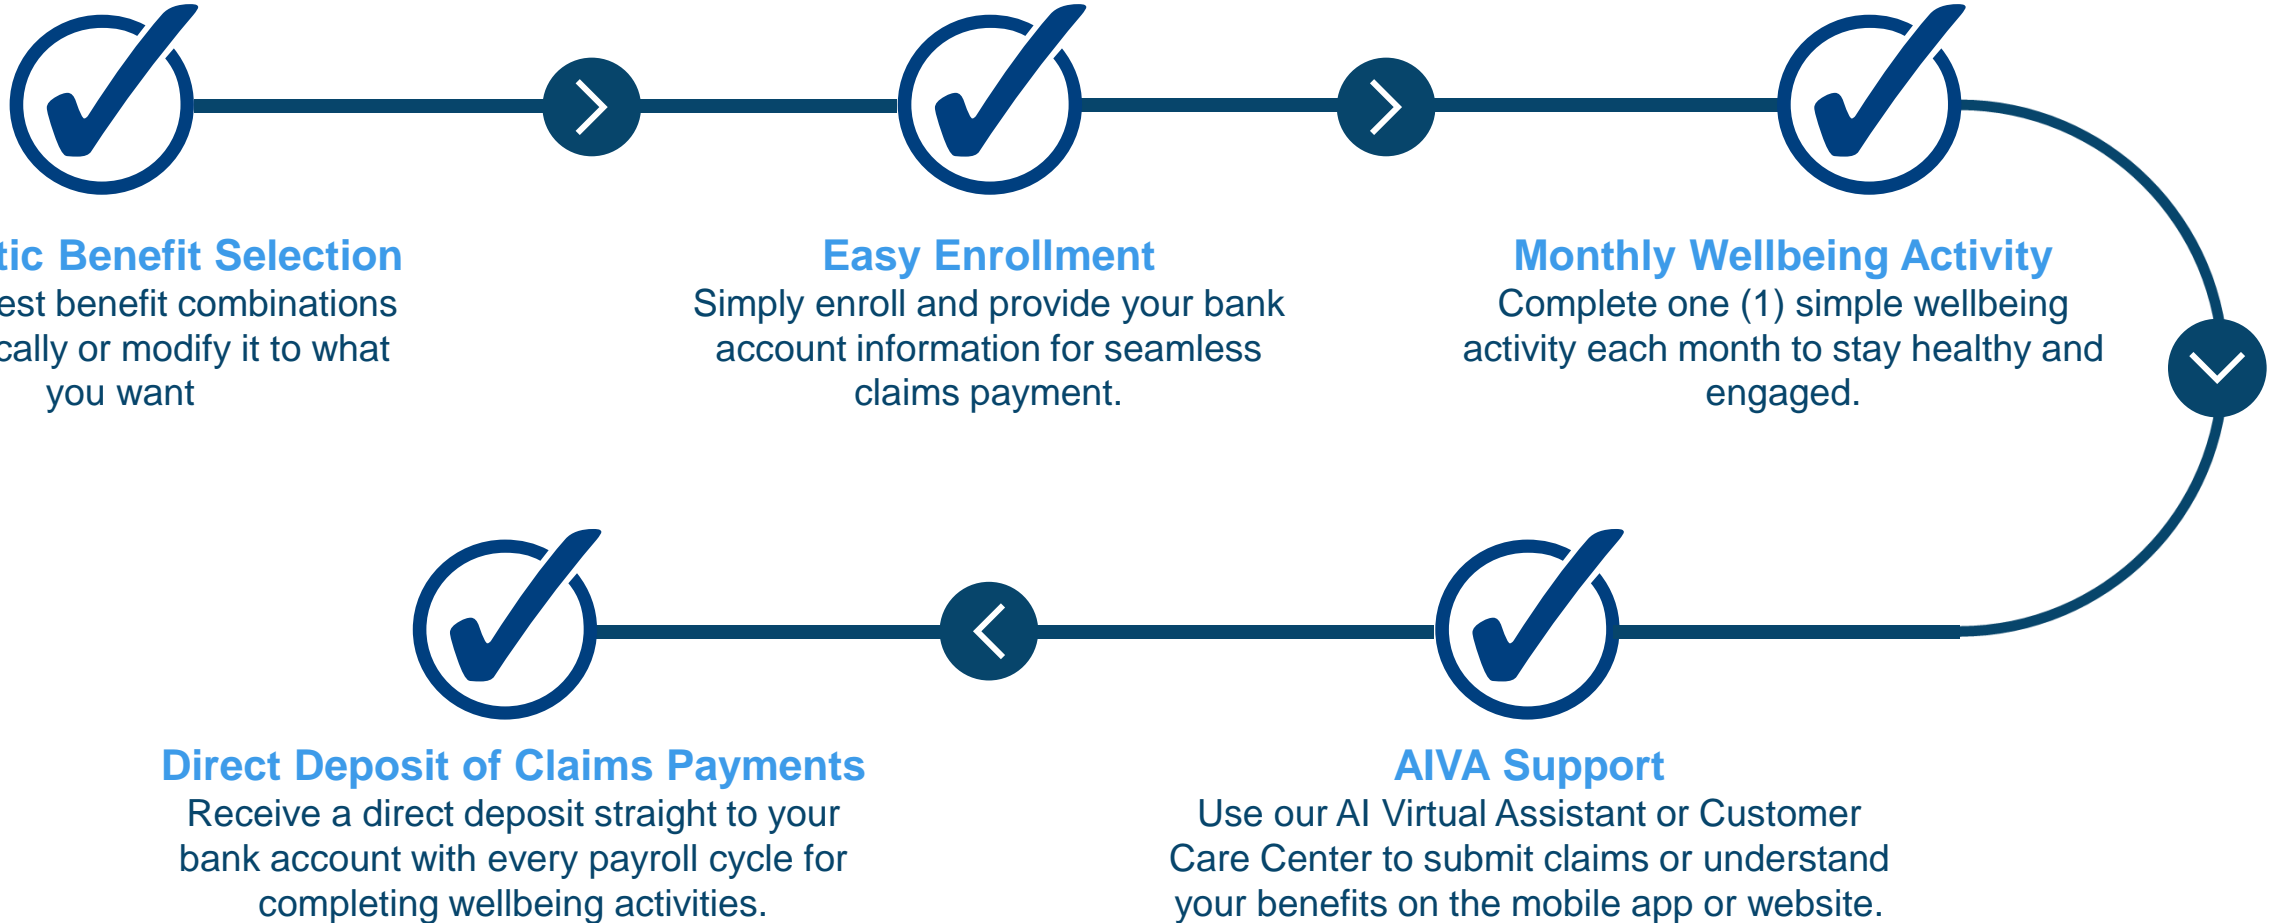 Benefit Selection
benefit combinations
or modify it to what
you want
Easy Enrollment
Simply enroll and provide your bank
account information for seamless
claims payment.
Monthly Wellbeing Activity
Complete one (1) simple wellbeing
activity each month to stay healthy and
engaged.
AIVA Support
Use our AI Virtual Assistant or Customer
Care Center to submit claims or understand
your benefits on the mobile app or website.
Direct Deposit of Claims Payments
Receive a direct deposit straight to your
bank account with every payroll cycle for
completing wellbeing activities.